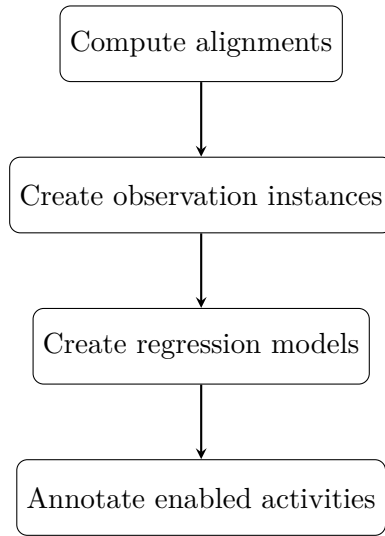 Compute alignments
Create observation instances
Create regression models
Annotate enabled activities